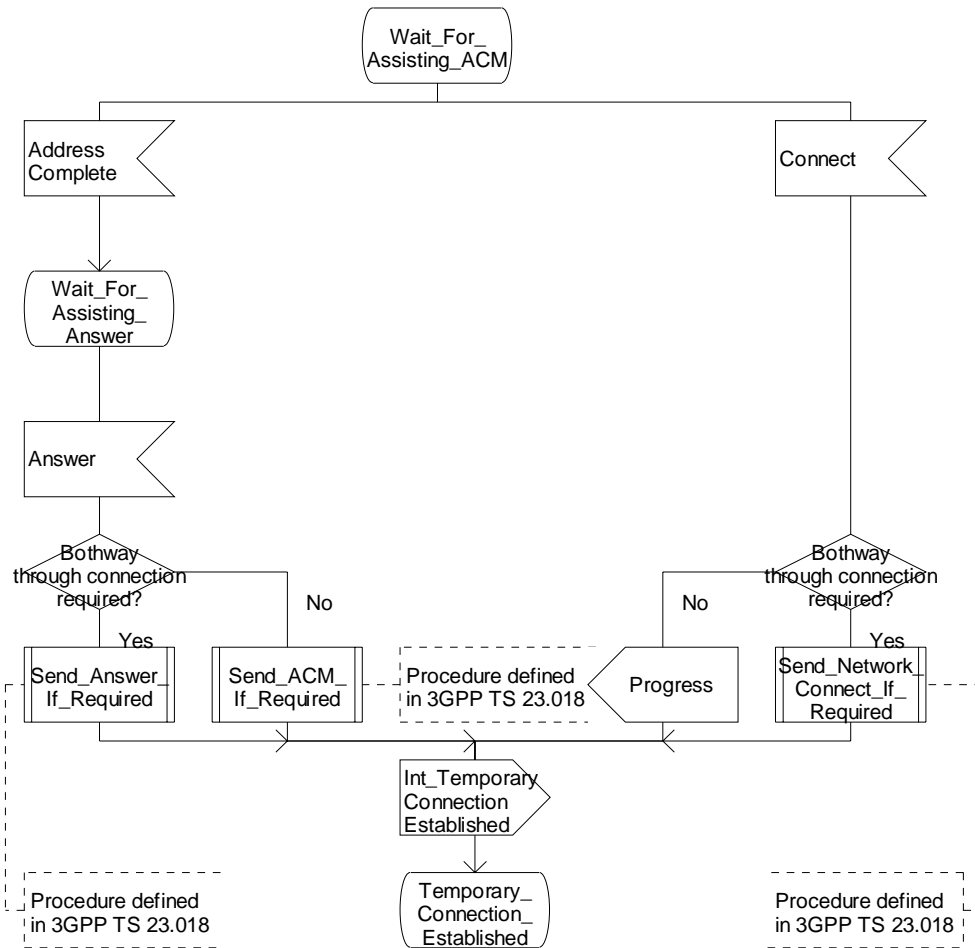 Wait_For_
Assisting_ACM
Address
Complete
Connect
Wait_For_
Assisting_
Answer
Answer
Bothway
through connection
required?
Bothway
through connection
required?
No
No
Yes
Yes
Send_Answer_
If_Required
Send_ACM_
If_Required
Procedure defined
in 3GPP TS 23.018
Progress
Send_Network_
Connect_If_
Required
Int_Temporary
Connection
Established
Procedure defined
in 3GPP TS 23.018
Temporary_
Connection_
Established
Procedure defined
in 3GPP TS 23.018